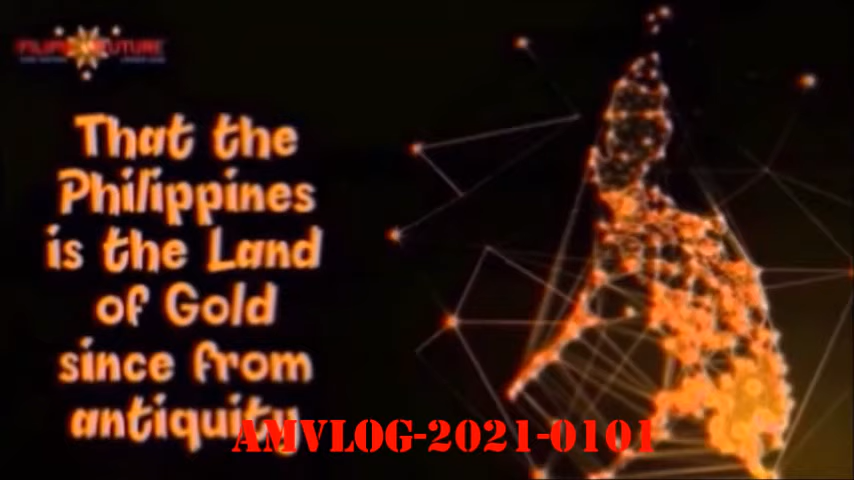 That the
Philippines
is the Land
of Gold
since from
antiquity
AMVLOG-2021-0101